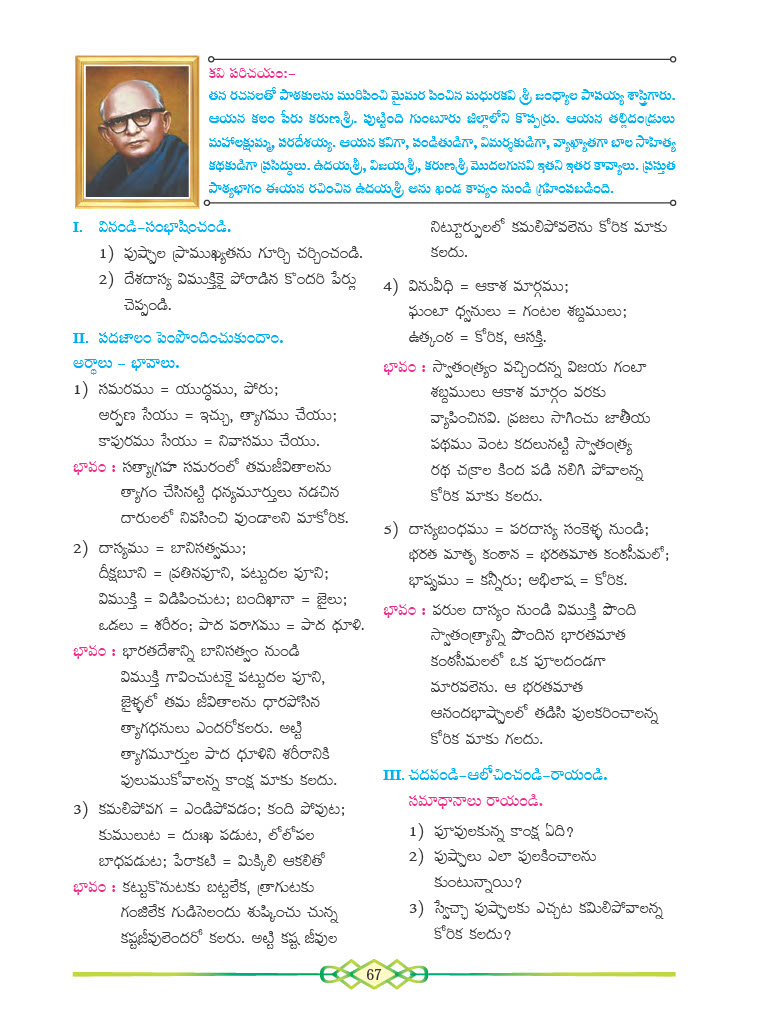 కవి పరిచయం:–
తన రచనలతో పాఠకులను మురిపించి మైమర పించిన మధురకవి శ్రీ జంధ్యాల పాపయ్య శాస్త్రిగారు.
ఆయన కలం పేరు కరుణశ్రీ. పుట్టింది గుంటూరు జిల్లాలోని కొప్పర్రు. ఆయన తల్లిదండ్రులు
మహాలక్షుమ్మ, పరదేశయ్య. ఆయన కవిగా, పండితుడిగా, విమర్శకుడిగా, వ్యాఖ్యాతగా బాల సాహిత్య
కథకుడిగా ప్రసిద్ధులు. ఉదయశ్రీ, విజయశ్రీ, కరుణశ్రీ మొదలగునవి ఇతని ఇతర కావ్యాలు. ప్రస్తుత
పాఠ్యభాగం ఈయన రచించిన ఉదయశ్రీ అను ఖండ కావ్యం నుండి గ్రహింపబడింది.
I. వినండి–సంభాషించండి.
1) పుష్పాల ప్రాముఖ్యతను గూర్చి చర్చించండి.
2) దేశదాస్య విముక్తికై పోరాడిన కొందరి పేర్లు
చెప్పండి.
II. పదజాలం పెంపొందించుకుందాం.
అర్థాలు – భావాలు.
1) సమరము = యుద్ధము, పోరు;
అర్పణ సేయు = ఇచ్చు, త్యాగము చేయు;
కాపురము సేయు = నివాసము చేయు.
భావం : సత్యాగ్రహ సమరంలో తమజీవితాలను
త్యాగం చేసినట్టి ధన్యమూర్తులు నడచిన
దారులలో నివసించి వుండాలని మాకోరిక.
2) దాస్యము = బానిసత్వము;
దీక్షబూని = ప్రతినపూని, పట్టుదల పూని;
విముక్తి = విడిపించుట; బందిఖానా = జైలు;
ఒడలు = శరీరం; పాద పరాగము = పాద ధూళి.
భావం : భారతదేశాన్ని బానిసత్వం నుండి
విముక్తి గావించుటకై పట్టుదల పూని,
జైళ్ళలో తమ జీవితాలను ధారపోసిన
త్యాగధనులు ఎందరోకలరు. అట్టి
త్యాగమూర్తుల పాద ధూళిని శరీరానికి
పులుముకోవాలన్న కాంక్ష మాకు కలదు.
3) కమలిపోవగ = ఎండిపోవడం; కంది పోవుట;
కుములుట = దుఃఖ పడుట, లోలోపల
బాధపడుట; పేరాకటి = మిక్కిలి ఆకలితో
భావం : కట్టుకొనుటకు బట్టలేక, త్రాగుటకు
గంజిలేక గుడిసెలందు శుష్కించు చున్న
కష్టజీవులెందరో కలరు. అట్టి కష్ట జీవుల
నిట్టూర్పులలో కమలిపోవలెను కోరిక మాకు
కలదు.
4) వినువీధి = ఆకాశ మార్గము;
ఘంటా ధ్వనులు = గంటల శబ్దములు;
ఉత్కంఠ = కోరిక, ఆసక్తి.
భావం : స్వాతంత్ర్యం వచ్చిందన్న విజయ గంటా
శబ్దములు ఆకాశ మార్గం వరకు
వ్యాపించినవి. ప్రజలు సాగించు జాతీయ
పథము వెంట కదలునట్టి స్వాతంత్ర్య
రథ చక్రాల కింద పడి నలిగి పోవాలన్న
కోరిక మాకు కలదు.
5) దాస్యబంధము = పరదాస్య సంకెళ్ళ నుండి;
భరత మాతృ కంఠాన = భరతమాత కంఠసీమలో;
భాష్పము = కన్నీరు; అభిలాష = కోరిక.
భావం : పరుల దాస్యం నుండి విముక్తి పొంది
స్వాతంత్ర్యాన్ని పొందిన భారతమాత
కంఠసీమలలో ఒక పూలదండగా
మారవలెను. ఆ భరతమాత
ఆనందభాష్పాలలో తడిసి పులకరించాలన్న
కోరిక మాకు గలదు.
III. చదవండి–ఆలోచించండి–రాయండి.
సమాధానాలు రాయండి.
1) పూవులకున్న కాంక్ష ఏది?
2) పుష్పాలు ఎలా పులకించాలను
కుంటున్నాయి?
3) స్వేచ్ఛా పుష్పాలకు ఎచ్చట కమిలిపోవాలన్న
కోరిక కలదు?
67